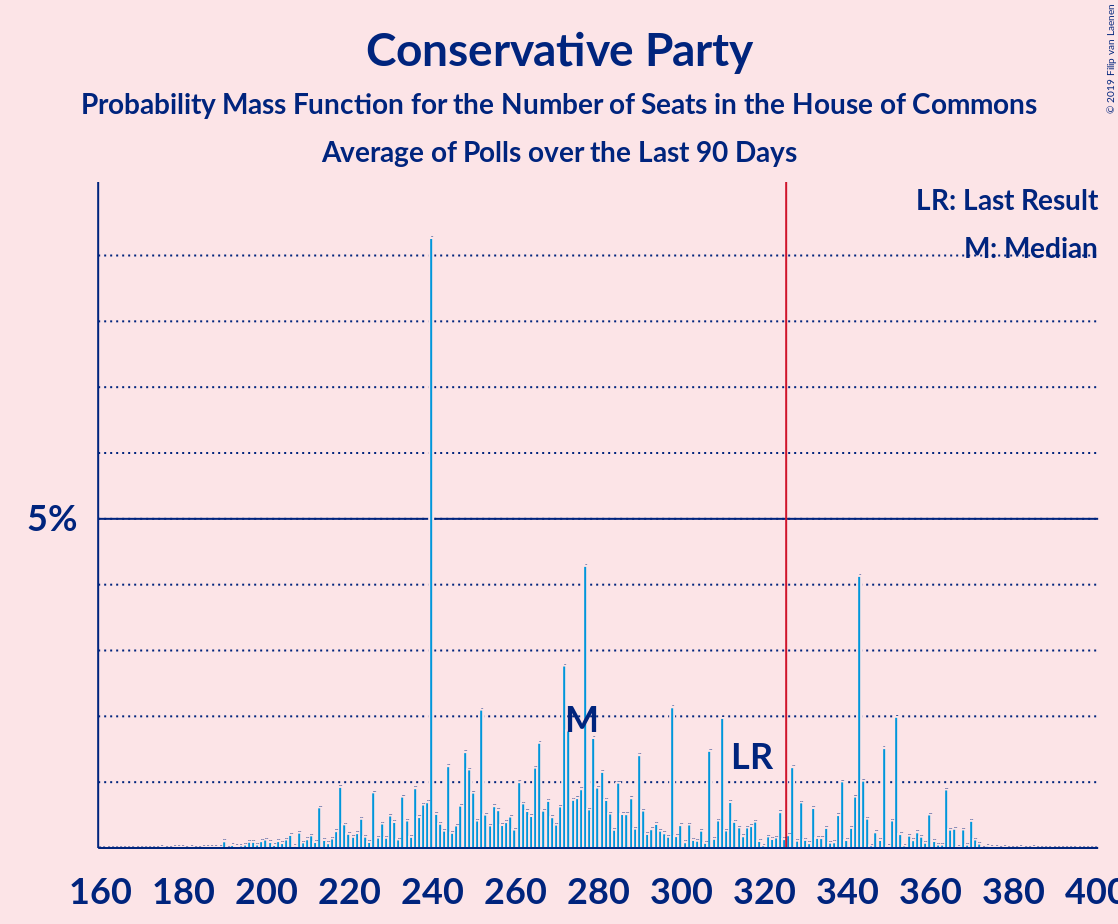 Conservative Party
Probability Mass Function for the Number of Seats in the House of Commons
Average of Polls over the Last 90 Days
© 2019 Filip van Laenen
LR: Last Result
M: Median
5%
M
LR
160 180 200 220 240 260 280 300 320 340 360 380 400